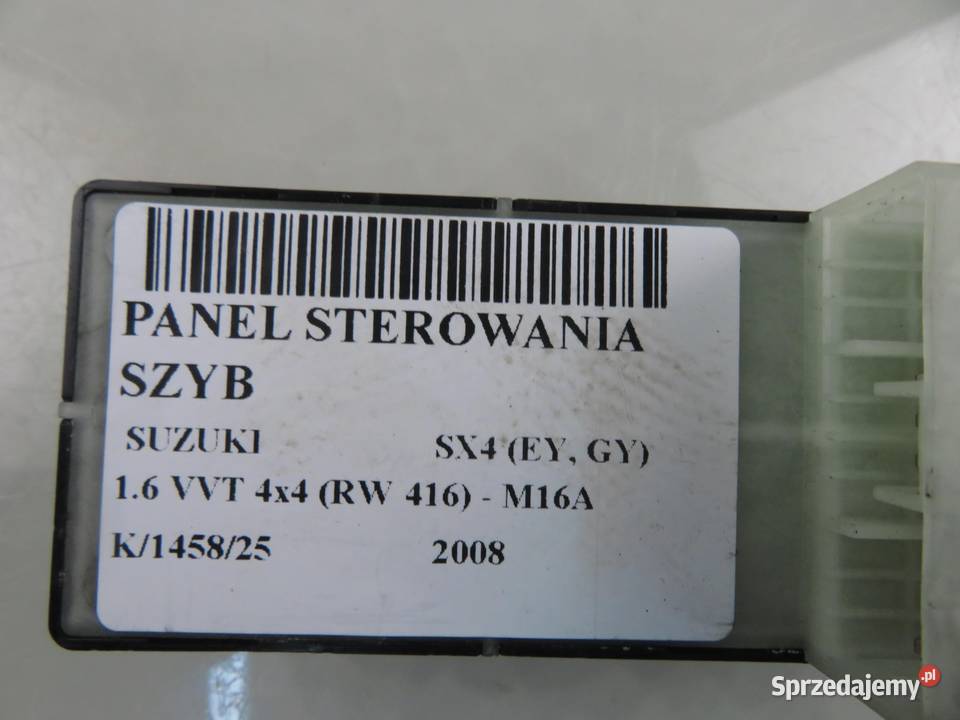 PANEL STEROWANIA
SZYB
SUZUKI SX4 (EY, GY)
1.6 VVT 4x4 (RW 416) - M16A
K/1458/25 2008
Sprzedajemy.pl